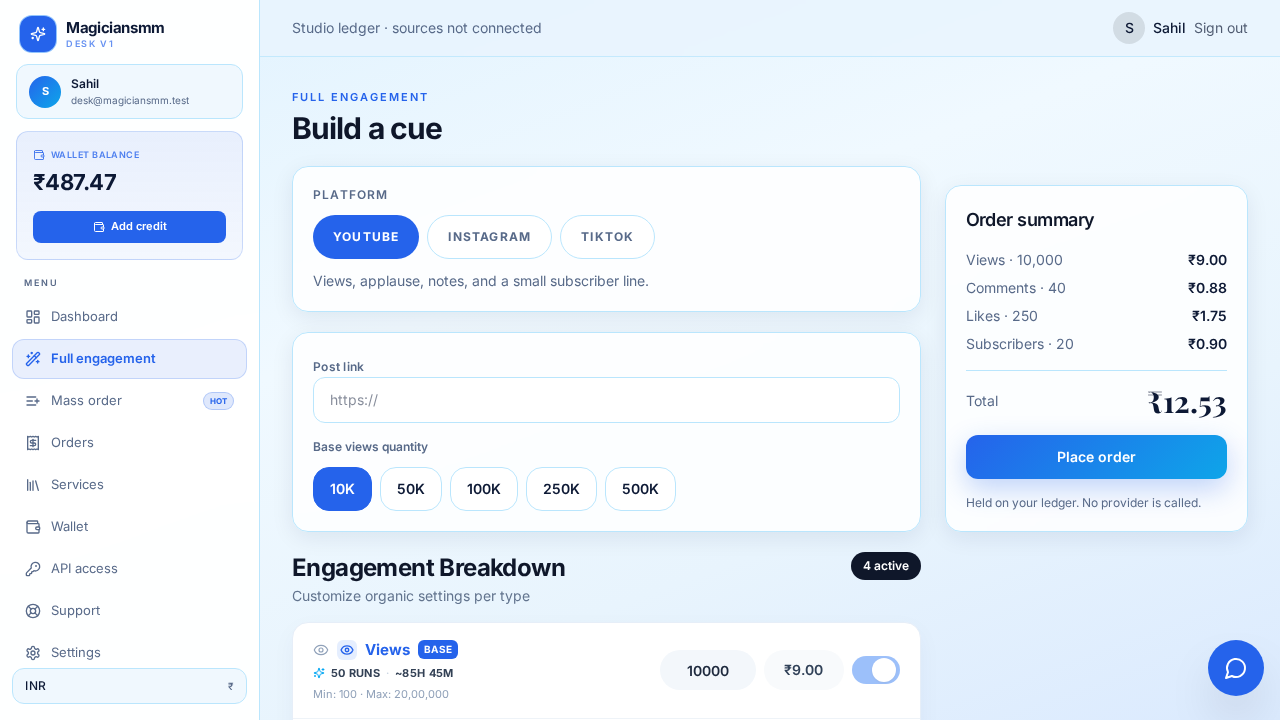 Magiciansmm
DESK V1
S
Sahil
desk@magiciansmm.test
WALLET BALANCE
₹487.47
Add credit
MENU
Dashboard
Full engagement
Mass order
HOT
Orders
Services
Wallet
API access
Support
Settings
INR
₹
Studio ledger · sources not connected
S
Sahil
Sign out
FULL ENGAGEMENT
Build a cue
PLATFORM
YOUTUBE
INSTAGRAM
TIKTOK
Views, applause, notes, and a small subscriber line.
Post link
https://
Base views quantity
10K
50K
100K
250K
500K
Engagement Breakdown
4 active
Customize organic settings per type
Views
BASE
50 RUNS · ~85H 45M
Min: 100 · Max: 20,00,000
10000
₹9.00
Order summary
Views · 10,000
₹9.00
Comments · 40
₹0.88
Likes · 250
₹1.75
Subscribers · 20
₹0.90
Total
₹12.53
Place order
Held on your ledger. No provider is called.